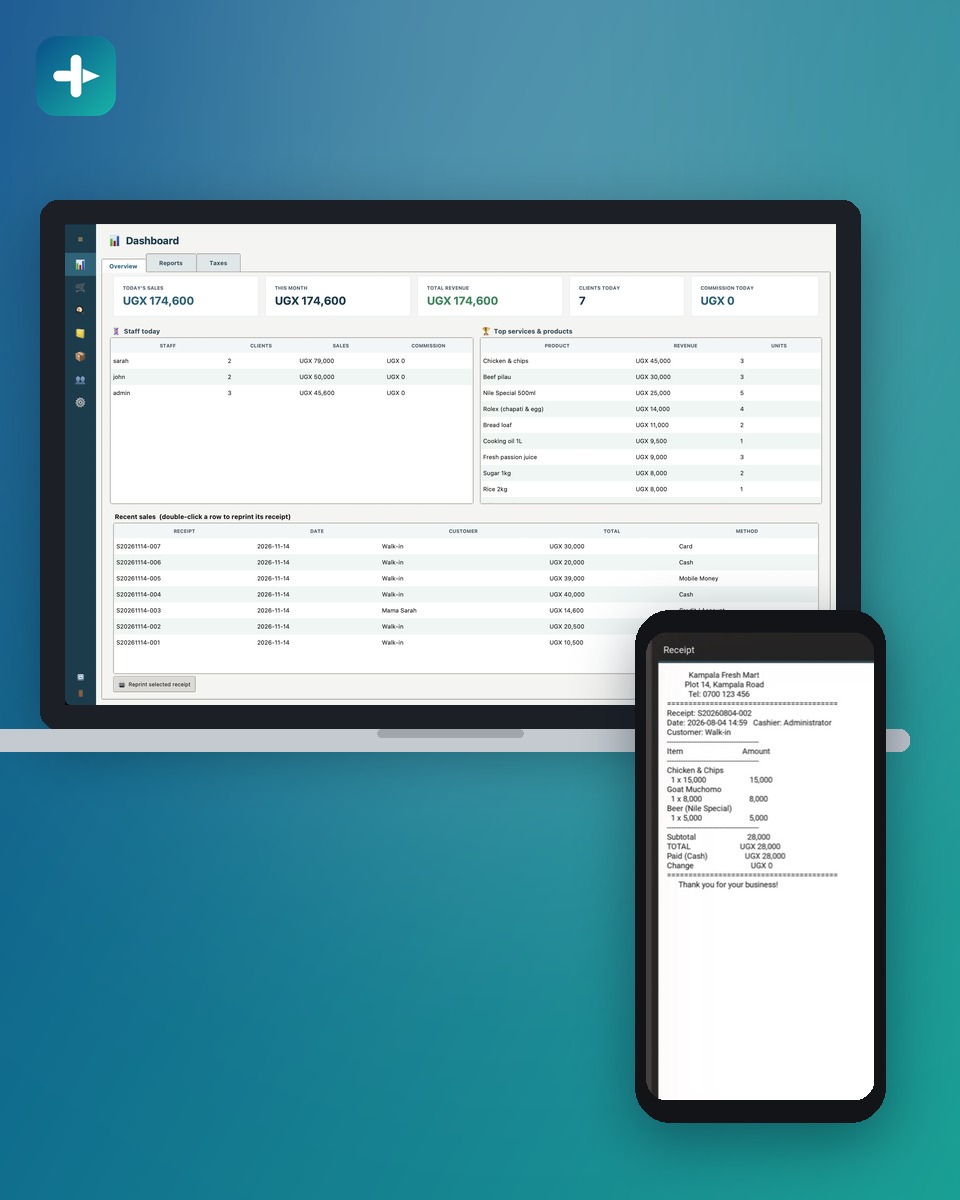 Dashboard
Overview Reports Taxes
TODAY'S SALES THIS MONTH TOTAL REVENUE CLIENTS TODAY COMMISSION TODAY
UGX 174,600 UGX 174,600 UGX 174,600 7 UGX 0
Staff today
STAFF CLIENTS SALES COMMISSION
sarah 2 UGX 79,000 UGX 0
john 2 UGX 50,000 UGX 0
admin 3 UGX 45,600 UGX 0
Top services & products
PRODUCT REVENUE UNITS
Chicken & chips UGX 45,000 3
Beef pilau UGX 30,000 3
Nile Special 500ml UGX 25,000 5
Rolex (chapati & egg) UGX 14,000 4
Bread loaf UGX 11,000 2
Cooking oil 1L UGX 9,500 1
Fresh passion juice UGX 9,000 3
Sugar 1kg UGX 8,000 2
Rice 2kg UGX 8,000 1
Recent sales (double-click a row to reprint its receipt)
RECEIPT DATE CUSTOMER TOTAL METHOD
S20261114-007 2026-11-14 Walk-in UGX 30,000 Card
S20261114-006 2026-11-14 Walk-in UGX 20,000 Cash
S20261114-005 2026-11-14 Walk-in UGX 39,000 Mobile Money
S20261114-004 2026-11-14 Walk-in UGX 40,000 Cash
S20261114-003 2026-11-14 Mama Sarah UGX 14,600
S20261114-002 2026-11-14 Walk-in UGX 20,500
S20261114-001 2026-11-14 Walk-in UGX 10,500
Reprint selected receipt
Receipt
Kampala Fresh Mart
Plot 14, Kampala Road
Tel: 0700 123 456
========================================
Receipt: S20260804-002
Date: 2026-08-04 14:59 Cashier: Administrator
Customer: Walk-in
----------------------------------------
Item Amount
----------------------------------------
Chicken & Chips
1 x 15,000 15,000
Goat Muchomo
1 x 8,000 8,000
Beer (Nile Special)
1 x 5,000 5,000
----------------------------------------
Subtotal 28,000
TOTAL UGX 28,000
Paid (Cash) UGX 28,000
Change UGX 0
========================================
Thank you for your business!